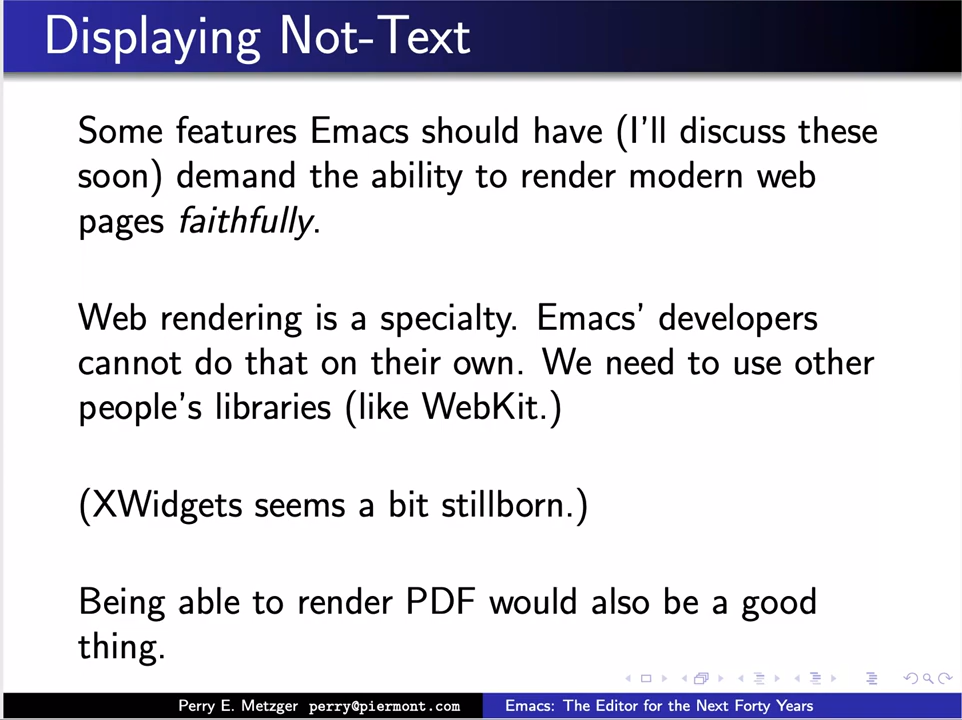 Displaying Not-Text
Some features Emacs should have (I'll discuss these
soon) demand the ability to render modern web
pages faithfully.
Web rendering is a specialty. Emacs' developers
cannot do that on their own. We need to use other
people's libraries (like WebKit.)
(XWidgets seems a bit stillborn.)
Being able to render PDF would also be a good
thing.
Perry E. Metzger perry@piermont.com Emacs: The Editor for the Next Forty Years